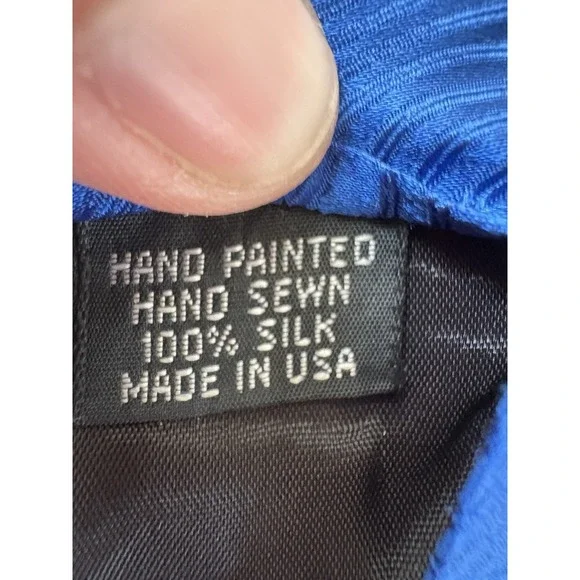 HAND PAINTED
HAND SEWN
100% SILK
MADE IN USA